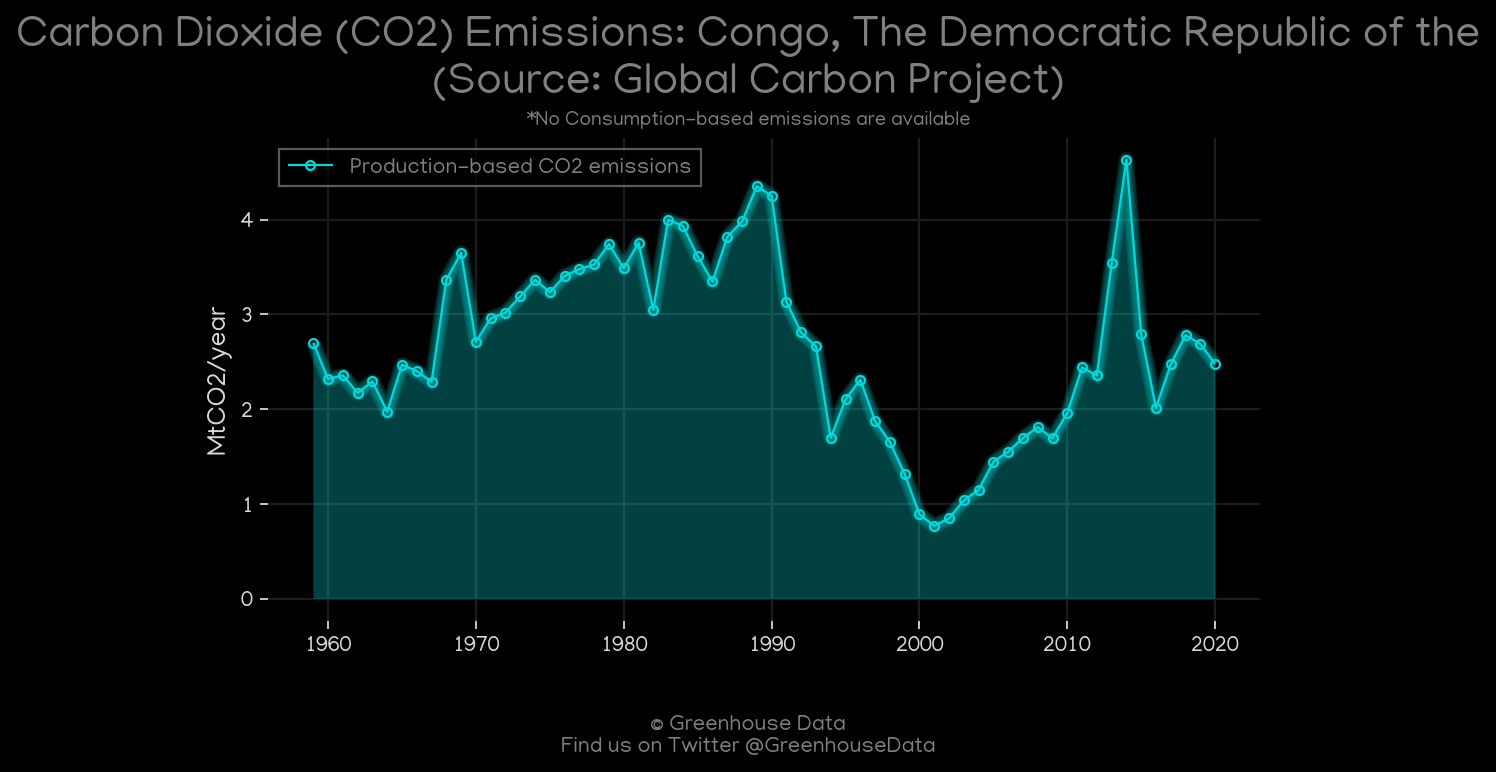 Carbon Dioxide (CO2) Emissions: Congo, The Democratic Republic of the
(Source: Global Carbon Project)
*No Consumption-based emissions are available
Production-based CO2 emissions
MtCO2/year
4
3
2
1
0
1960 1970 1980 1990 2000 2010 2020
© Greenhouse Data
Find us on Twitter @GreenhouseData